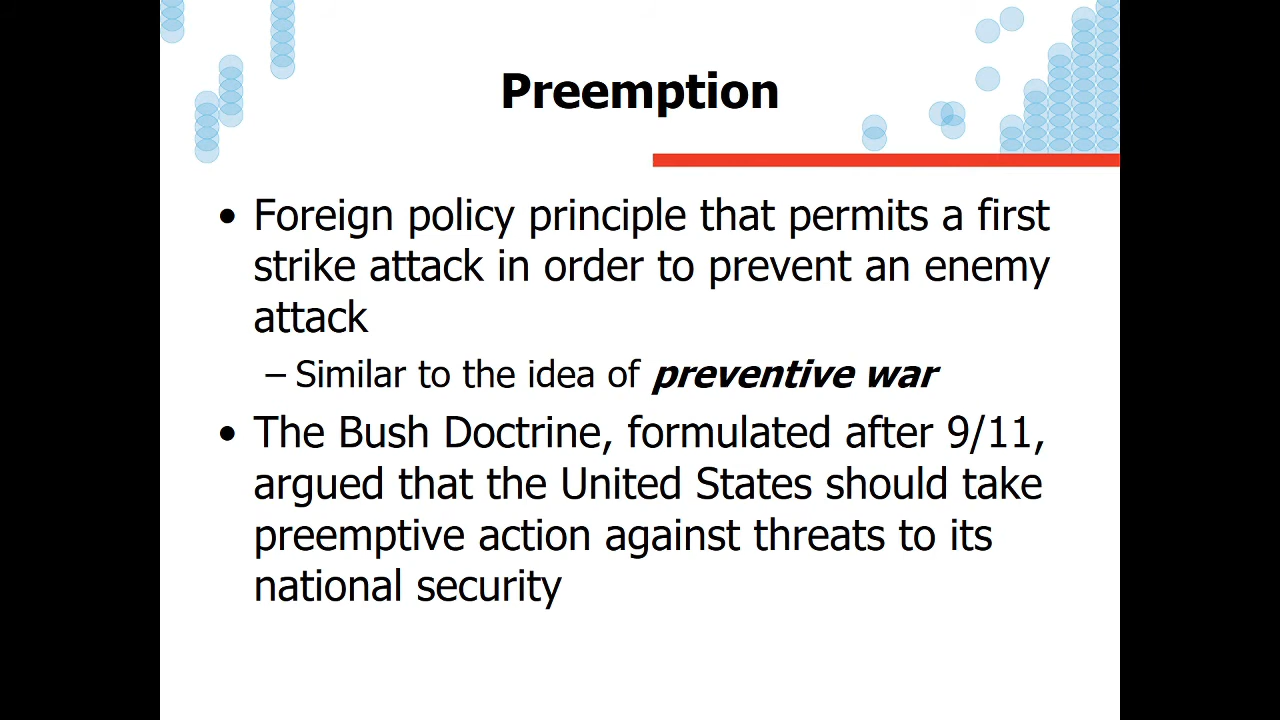 Preemption
• Foreign policy principle that permits a first
strike attack in order to prevent an enemy
attack
– Similar to the idea of preventive war
• The Bush Doctrine, formulated after 9/11,
argued that the United States should take
preemptive action against threats to its
national security